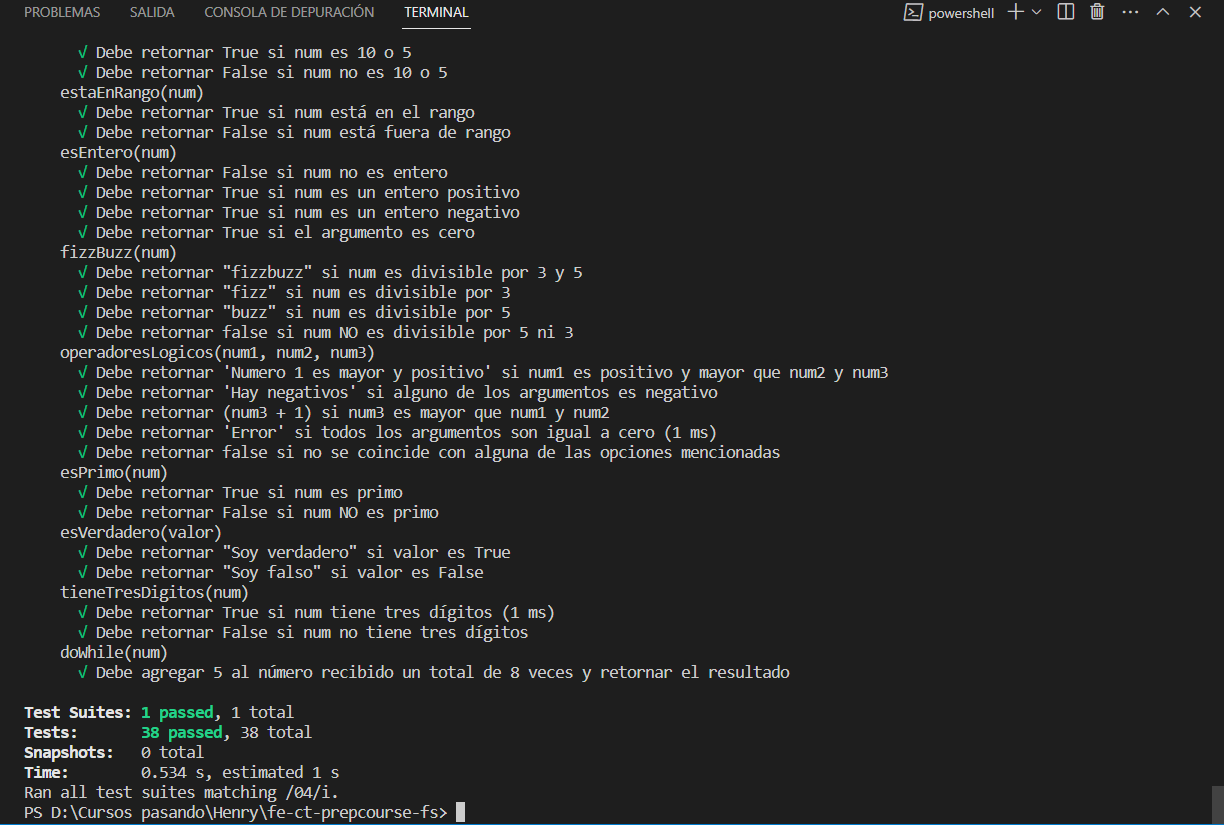 PROBLEMAS SALIDA CONSOLA DE DEPURACIÓN TERMINAL powershell
√ Debe retornar True si num es 10 o 5
√ Debe retornar False si num no es 10 o 5
estaEnRango(num)
√ Debe retornar True si num está en el rango
√ Debe retornar False si num está fuera de rango
esEntero(num)
√ Debe retornar False si num no es entero
√ Debe retornar True si num es un entero positivo
√ Debe retornar True si num es un entero negativo
√ Debe retornar True si el argumento es cero
fizzBuzz(num)
√ Debe retornar "fizzbuzz" si num es divisible por 3 y 5
√ Debe retornar "fizz" si num es divisible por 3
√ Debe retornar "buzz" si num es divisible por 5
√ Debe retornar false si num NO es divisible por 5 ni 3
operadoresLogicos(num1, num2, num3)
√ Debe retornar 'Numero 1 es mayor y positivo' si num1 es positivo y mayor que num2 y num3
√ Debe retornar 'Hay negativos' si alguno de los argumentos es negativo
√ Debe retornar (num3 + 1) si num3 es mayor que num1 y num2
√ Debe retornar 'Error' si todos los argumentos son igual a cero (1 ms)
√ Debe retornar false si no se coincide con alguna de las opciones mencionadas
esPrimo(num)
√ Debe retornar True si num es primo
√ Debe retornar False si num NO es primo
esVerdadero(valor)
√ Debe retornar "Soy verdadero" si valor es True
√ Debe retornar "Soy falso" si valor es False
tieneTresDigitos(num)
√ Debe retornar True si num tiene tres dígitos (1 ms)
√ Debe retornar False si num no tiene tres dígitos
doWhile(num)
√ Debe agregar 5 al número recibido un total de 8 veces y retornar el resultado
Test Suites: 1 passed, 1 total
Tests: 38 passed, 38 total
Snapshots: 0 total
Time: 0.534 s, estimated 1 s
Ran all test suites matching /04/i.
PS D:\Cursos pasando\Henry\fe-ct-prepcourse-fs>